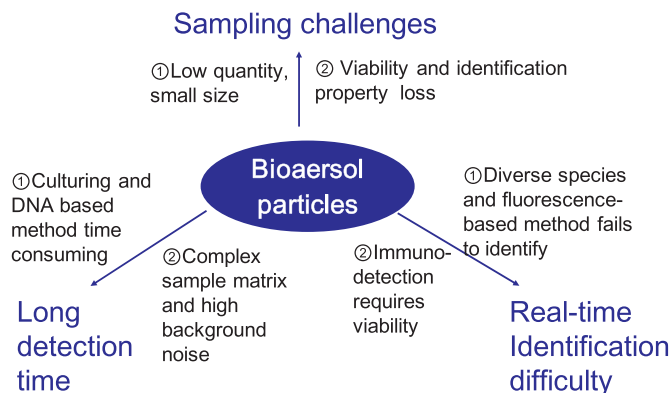 Sampling challenges
①Low quantity,
small size
② Viability and identification
property loss
Bioaersol
particles
①Culturing and
DNA based
method time
consuming
②Complex
sample matrix
and high
background
noise
②Immuno-
detection
requires
viability
①Diverse species
and fluorescence-
based method fails
to identify
Long
detection
time
Real-time
Identification
difficulty